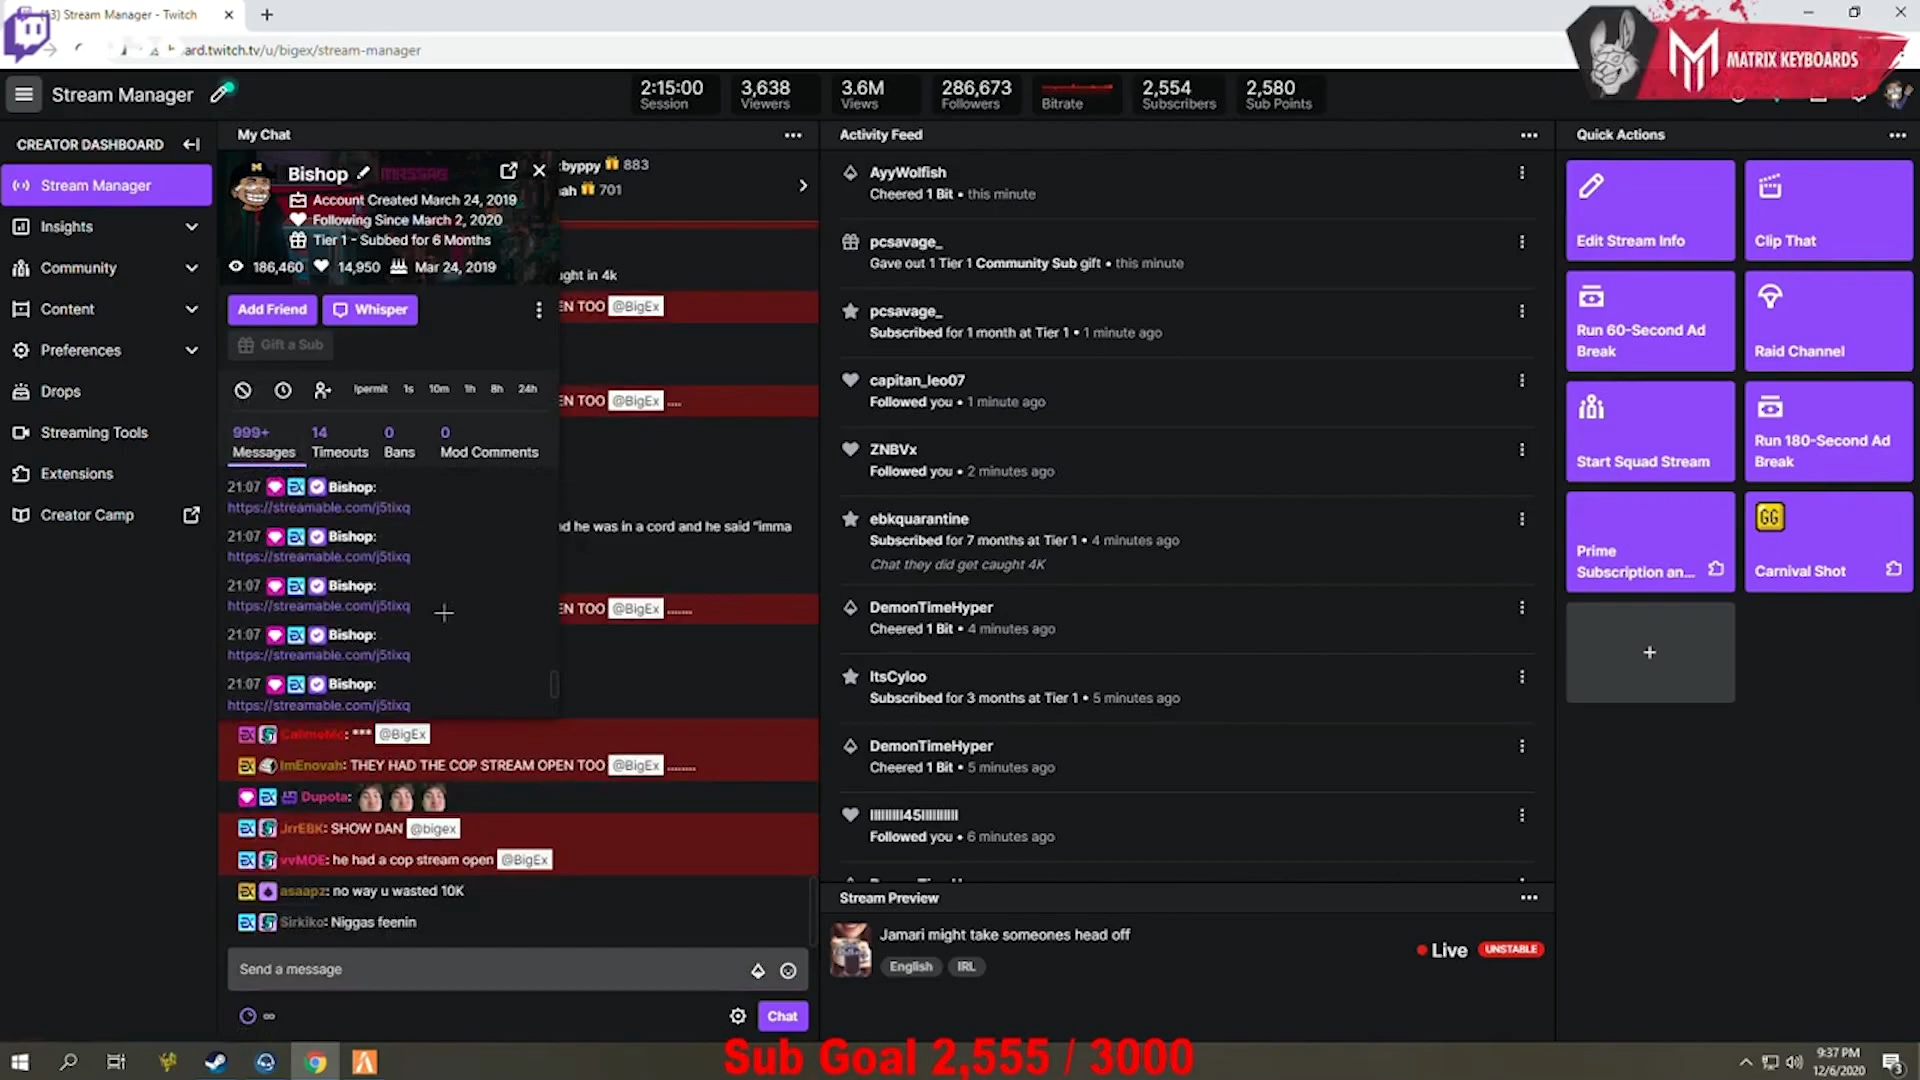 (13) Stream Manager - Twitch
ard.twitch.tv/u/bigex/stream-manager
MATRIX KEYBOARDS
Stream Manager
2:15:00
Session
3,638
Viewers
3.6M
Views
286,673
Followers
Bitrate
2,554
Subscribers
2,580
Sub Points
CREATOR DASHBOARD
Stream Manager
Insights
Community
Content
Preferences
Drops
Streaming Tools
Extensions
Creator Camp
My Chat
Bishop
Account Created March 24, 2019
Following Since March 2, 2020
Tier 1 - Subbed for 6 Months
186,460 14,950 Mar 24, 2019
Add Friend
Whisper
Gift a Sub
!permit 1s 10m 1h 8h 24h
999+
Messages
14
Timeouts
0
Bans
0
Mod Comments
21:07 Bishop:
https://streamable.com/j5tixq
21:07 Bishop:
https://streamable.com/j5tixq
21:07 Bishop:
https://streamable.com/j5tixq
21:07 Bishop:
https://streamable.com/j5tixq
21:07 Bishop:
https://streamable.com/j5tixq
byppy 883
ah 701
ght in 4k
EN TOO @BigEx
EN TOO @BigEx ....
d he was in a cord and he said "imma
EN TOO @BigEx ........
CallmeMc: *** @BigEx
ImEnovah: THEY HAD THE COP STREAM OPEN TOO @BigEx .........
Dupota:
JrrEBK: SHOW DAN @bigex
vvMOE: he had a cop stream open @BigEx
asaapz: no way u wasted 10K
Sirkiko: Niggas feenin
Send a message
Chat
Activity Feed
AyyWolfish
Cheered 1 Bit • this minute
pcsavage_
Gave out 1 Tier 1 Community Sub gift • this minute
pcsavage_
Subscribed for 1 month at Tier 1 • 1 minute ago
capitan_leo07
Followed you • 1 minute ago
ZNBVx
Followed you • 2 minutes ago
ebkquarantine
Subscribed for 7 months at Tier 1 • 4 minutes ago
Chat they did get caught 4K
DemonTimeHyper
Cheered 1 Bit • 4 minutes ago
ItsCyloo
Subscribed for 3 months at Tier 1 • 5 minutes ago
DemonTimeHyper
Cheered 1 Bit • 5 minutes ago
Followed you • 6 minutes ago
Stream Preview
Jamari might take someones head off
English
IRL
Live
UNSTABLE
Quick Actions
Edit Stream Info
Clip That
Run 60-Second Ad Break
Raid Channel
Start Squad Stream
Run 180-Second Ad Break
Prime Subscription an...
GG
Carnival Shot
Sub Goal 2,555 / 3000
9:37 PM
12/6/2020
3